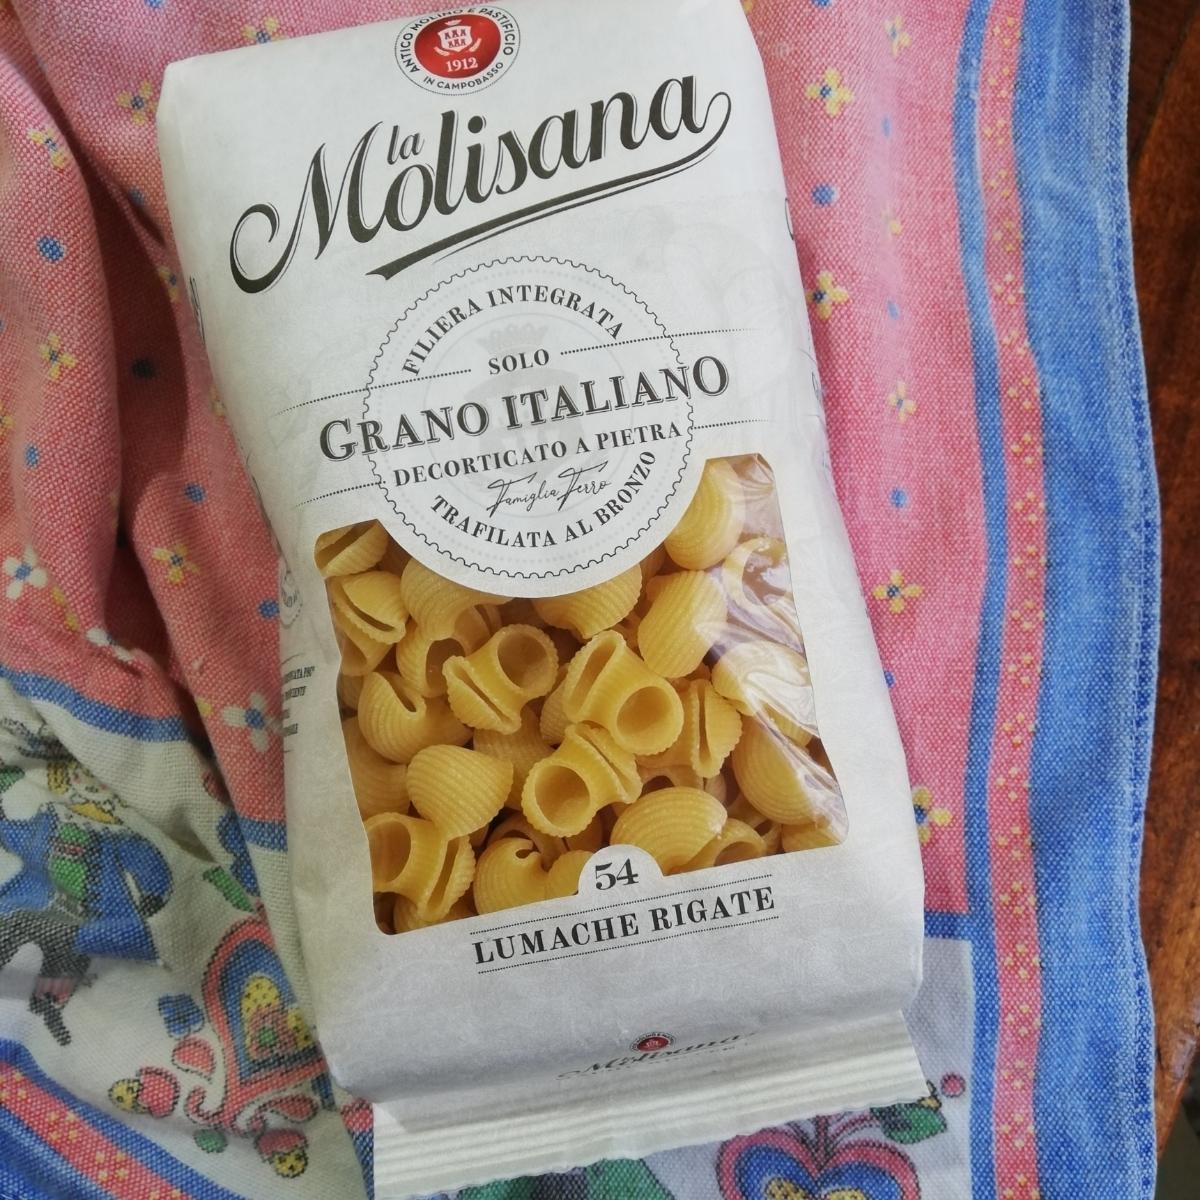 ANTICO MOLINO E PASTIFICIO
1912
IN CAMPOBASSO
la
Molisana
FILIERA INTEGRATA
SOLO
GRANO ITALIANO
DECORTICATO A PIETRA
Famiglia Ferro
TRAFILATA AL BRONZO
54
LUMACHE RIGATE
la
Molisana